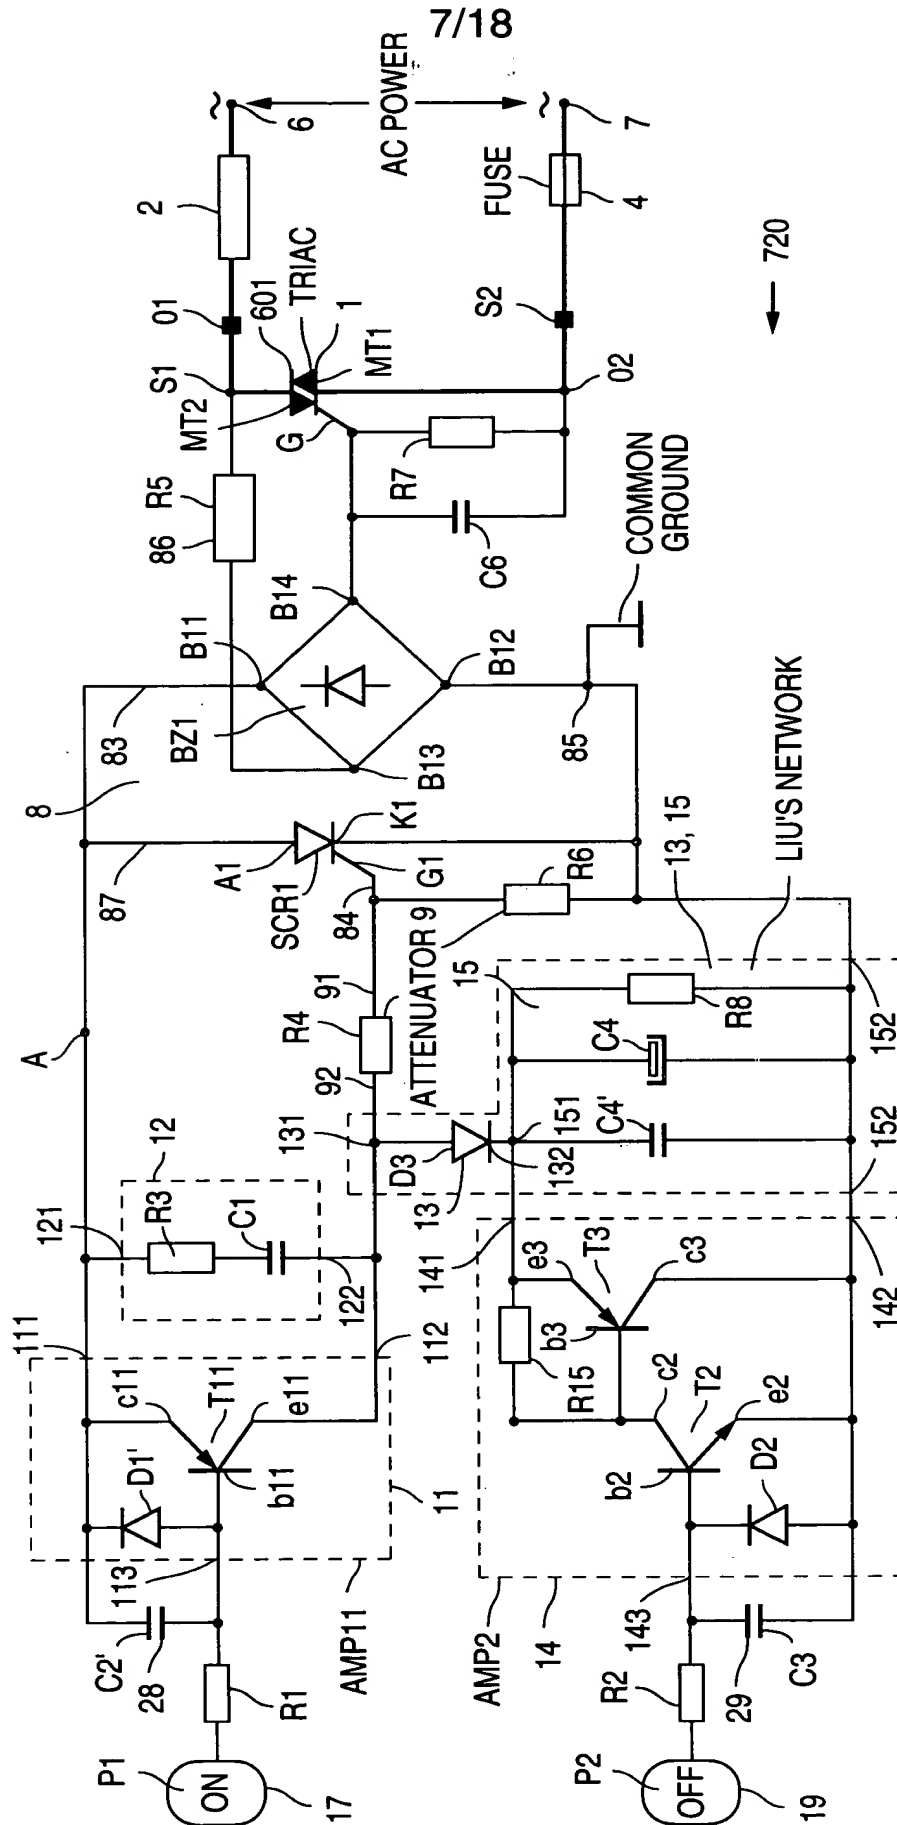 7/18
P1
ON
17
C2'
28
R1
113
D1'
111
c11
T11
b11
e11
11
AMP11
112
121
R3
12
C1
122
131
A
8
83
87
A1
SCR1
K1
G1
84
R4
91
92
ATTENUATOR 9
R6
B11
BZ1
B13
B14
B12
R5
86
S1
O1
2
6
~
AC POWER
601
TRIAC
1
MT1
MT2
G
R7
C6
FUSE
4
7
~
S2
O2
COMMON
GROUND
85
720
P2
OFF
19
R2
29
C3
143
AMP2
14
b2
c2
T2
e2
D2
R15
b3
e3
T3
c3
141
142
D3
13
132
151
C4'
C4
R8
15
13, 15
LIU'S NETWORK
152
152